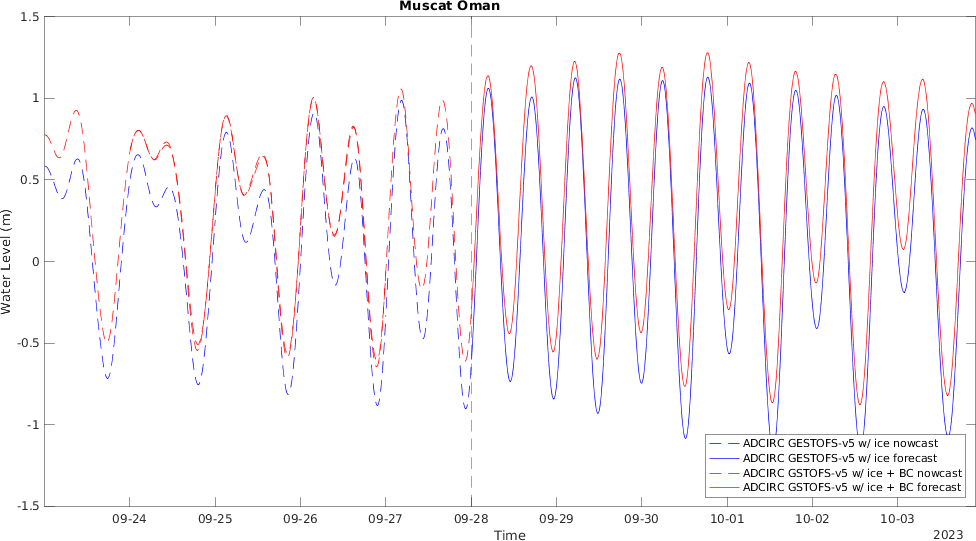 Muscat Oman
1.5
1
0.5
0
-0.5
-1
-1.5
Water Level (m)
ADCIRC GESTOFS-v5 w/ ice nowcast
ADCIRC GESTOFS-v5 w/ ice forecast
ADCIRC GSTOFS-v5 w/ ice + BC nowcast
ADCIRC GSTOFS-v5 w/ ice + BC forecast
09-24 09-25 09-26 09-27 09-28 09-29 09-30 10-01 10-02 10-03
Time
2023